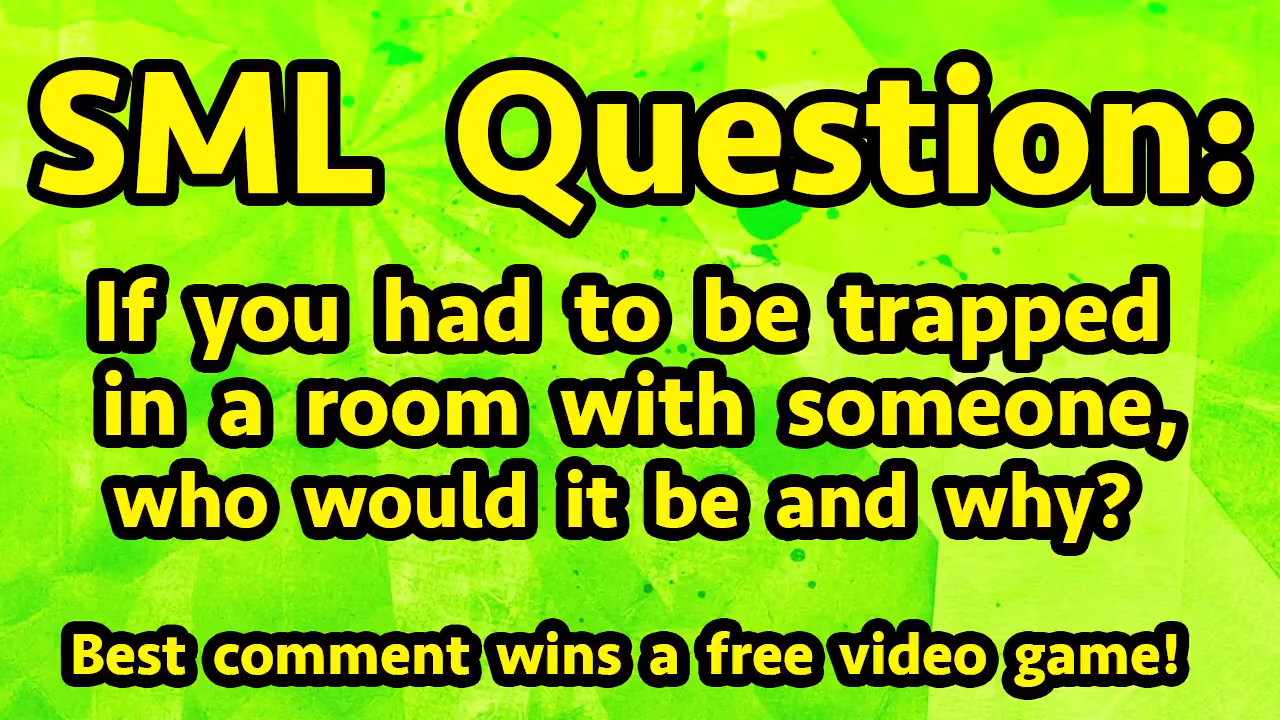 SML Question:
If you had to be trapped
in a room with someone,
who would it be and why?
Best comment wins a free video game!